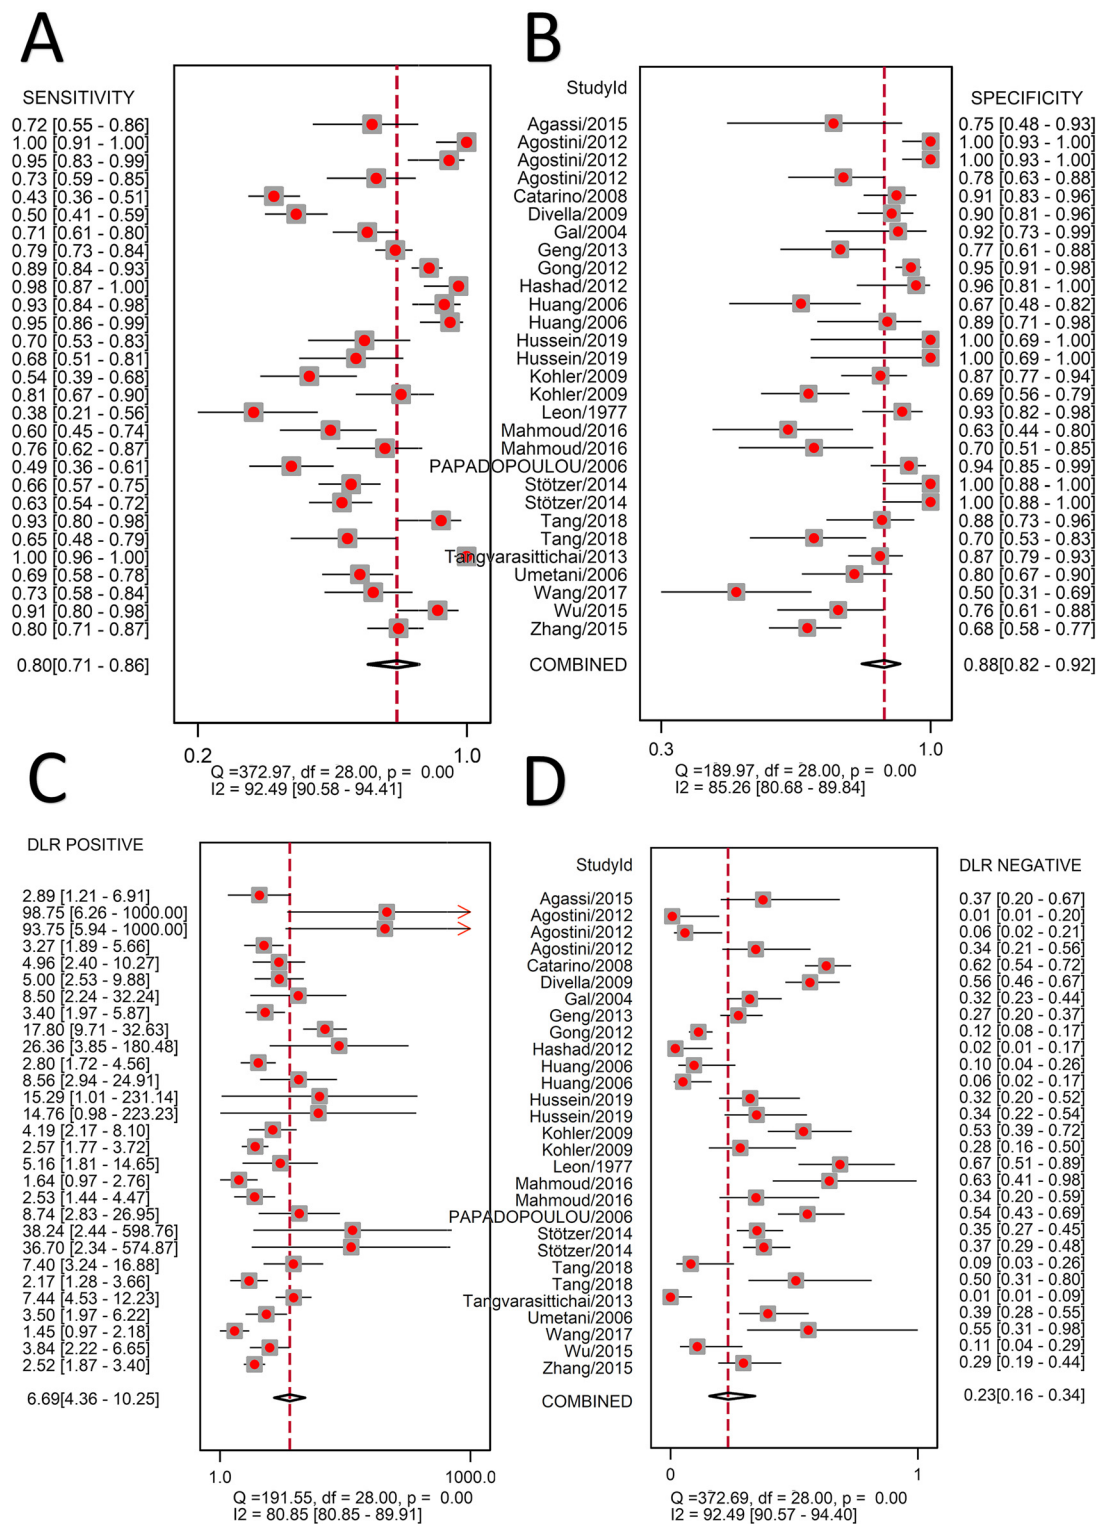 A
SENSITIVITY
0.72 [0.55 - 0.86]
1.00 [0.91 - 1.00]
0.95 [0.83 - 0.99]
0.73 [0.59 - 0.85]
0.43 [0.36 - 0.51]
0.50 [0.41 - 0.59]
0.71 [0.61 - 0.80]
0.79 [0.73 - 0.84]
0.89 [0.84 - 0.93]
0.98 [0.87 - 1.00]
0.93 [0.84 - 0.98]
0.95 [0.86 - 0.99]
0.70 [0.53 - 0.83]
0.68 [0.51 - 0.81]
0.54 [0.39 - 0.68]
0.81 [0.67 - 0.90]
0.38 [0.21 - 0.56]
0.60 [0.45 - 0.74]
0.76 [0.62 - 0.87]
0.49 [0.36 - 0.61]
0.66 [0.57 - 0.75]
0.63 [0.54 - 0.72]
0.93 [0.80 - 0.98]
0.65 [0.48 - 0.79]
1.00 [0.96 - 1.00]
0.69 [0.58 - 0.78]
0.73 [0.58 - 0.84]
0.91 [0.80 - 0.98]
0.80 [0.71 - 0.87]
0.80[0.71 - 0.86]
0.2 1.0
Q =372.97, df = 28.00, p = 0.00
I2 = 92.49 [90.58 - 94.41]
B
StudyId SPECIFICITY
Agassi/2015 0.75 [0.48 - 0.93]
Agostini/2012 1.00 [0.93 - 1.00]
Agostini/2012 1.00 [0.93 - 1.00]
Agostini/2012 0.78 [0.63 - 0.88]
Catarino/2008 0.91 [0.83 - 0.96]
Divella/2009 0.90 [0.81 - 0.96]
Gal/2004 0.92 [0.73 - 0.99]
Geng/2013 0.77 [0.61 - 0.88]
Gong/2012 0.95 [0.91 - 0.98]
Hashad/2012 0.96 [0.81 - 1.00]
Huang/2006 0.67 [0.48 - 0.82]
Huang/2006 0.89 [0.71 - 0.98]
Hussein/2019 1.00 [0.69 - 1.00]
Hussein/2019 1.00 [0.69 - 1.00]
Kohler/2009 0.87 [0.77 - 0.94]
Kohler/2009 0.69 [0.56 - 0.79]
Leon/1977 0.93 [0.82 - 0.98]
Mahmoud/2016 0.63 [0.44 - 0.80]
Mahmoud/2016 0.70 [0.51 - 0.85]
PAPADOPOULOU/2006 0.94 [0.85 - 0.99]
Stötzer/2014 1.00 [0.88 - 1.00]
Stötzer/2014 1.00 [0.88 - 1.00]
Tang/2018 0.88 [0.73 - 0.96]
Tang/2018 0.70 [0.53 - 0.83]
Tangvarasittichai/2013 0.87 [0.79 - 0.93]
Umetani/2006 0.80 [0.67 - 0.90]
Wang/2017 0.50 [0.31 - 0.69]
Wu/2015 0.76 [0.61 - 0.88]
Zhang/2015 0.68 [0.58 - 0.77]
COMBINED 0.88[0.82 - 0.92]
0.3 1.0
Q =189.97, df = 28.00, p = 0.00
I2 = 85.26 [80.68 - 89.84]
C
DLR POSITIVE
2.89 [1.21 - 6.91]
98.75 [6.26 - 1000.00]
93.75 [5.94 - 1000.00]
3.27 [1.89 - 5.66]
4.96 [2.40 - 10.27]
5.00 [2.53 - 9.88]
8.50 [2.24 - 32.24]
3.40 [1.97 - 5.87]
17.80 [9.71 - 32.63]
26.36 [3.85 - 180.48]
2.80 [1.72 - 4.56]
8.56 [2.94 - 24.91]
15.29 [1.01 - 231.14]
14.76 [0.98 - 223.23]
4.19 [2.17 - 8.10]
2.57 [1.77 - 3.72]
5.16 [1.81 - 14.65]
1.64 [0.97 - 2.76]
2.53 [1.44 - 4.47]
8.74 [2.83 - 26.95]
38.24 [2.44 - 598.76]
36.70 [2.34 - 574.87]
7.40 [3.24 - 16.88]
2.17 [1.28 - 3.66]
7.44 [4.53 - 12.23]
3.50 [1.97 - 6.22]
1.45 [0.97 - 2.18]
3.84 [2.22 - 6.65]
2.52 [1.87 - 3.40]
6.69[4.36 - 10.25]
1.0 1000.0
Q =191.55, df = 28.00, p = 0.00
I2 = 80.85 [80.85 - 89.91]
D
StudyId DLR NEGATIVE
Agassi/2015 0.37 [0.20 - 0.67]
Agostini/2012 0.01 [0.01 - 0.20]
Agostini/2012 0.06 [0.02 - 0.21]
Agostini/2012 0.34 [0.21 - 0.56]
Catarino/2008 0.62 [0.54 - 0.72]
Divella/2009 0.56 [0.46 - 0.67]
Gal/2004 0.32 [0.23 - 0.44]
Geng/2013 0.27 [0.20 - 0.37]
Gong/2012 0.12 [0.08 - 0.17]
Hashad/2012 0.02 [0.01 - 0.17]
Huang/2006 0.10 [0.04 - 0.26]
Huang/2006 0.06 [0.02 - 0.17]
Hussein/2019 0.32 [0.20 - 0.52]
Hussein/2019 0.34 [0.22 - 0.54]
Kohler/2009 0.53 [0.39 - 0.72]
Kohler/2009 0.28 [0.16 - 0.50]
Leon/1977 0.67 [0.51 - 0.89]
Mahmoud/2016 0.63 [0.41 - 0.98]
Mahmoud/2016 0.34 [0.20 - 0.59]
PAPADOPOULOU/2006 0.54 [0.43 - 0.69]
Stötzer/2014 0.35 [0.27 - 0.45]
Stötzer/2014 0.37 [0.29 - 0.48]
Tang/2018 0.09 [0.03 - 0.26]
Tang/2018 0.50 [0.31 - 0.80]
Tangvarasittichai/2013 0.01 [0.01 - 0.09]
Umetani/2006 0.39 [0.28 - 0.55]
Wang/2017 0.55 [0.31 - 0.98]
Wu/2015 0.11 [0.04 - 0.29]
Zhang/2015 0.29 [0.19 - 0.44]
COMBINED 0.23[0.16 - 0.34]
0 1
Q =372.69, df = 28.00, p = 0.00
I2 = 92.49 [90.57 - 94.40]